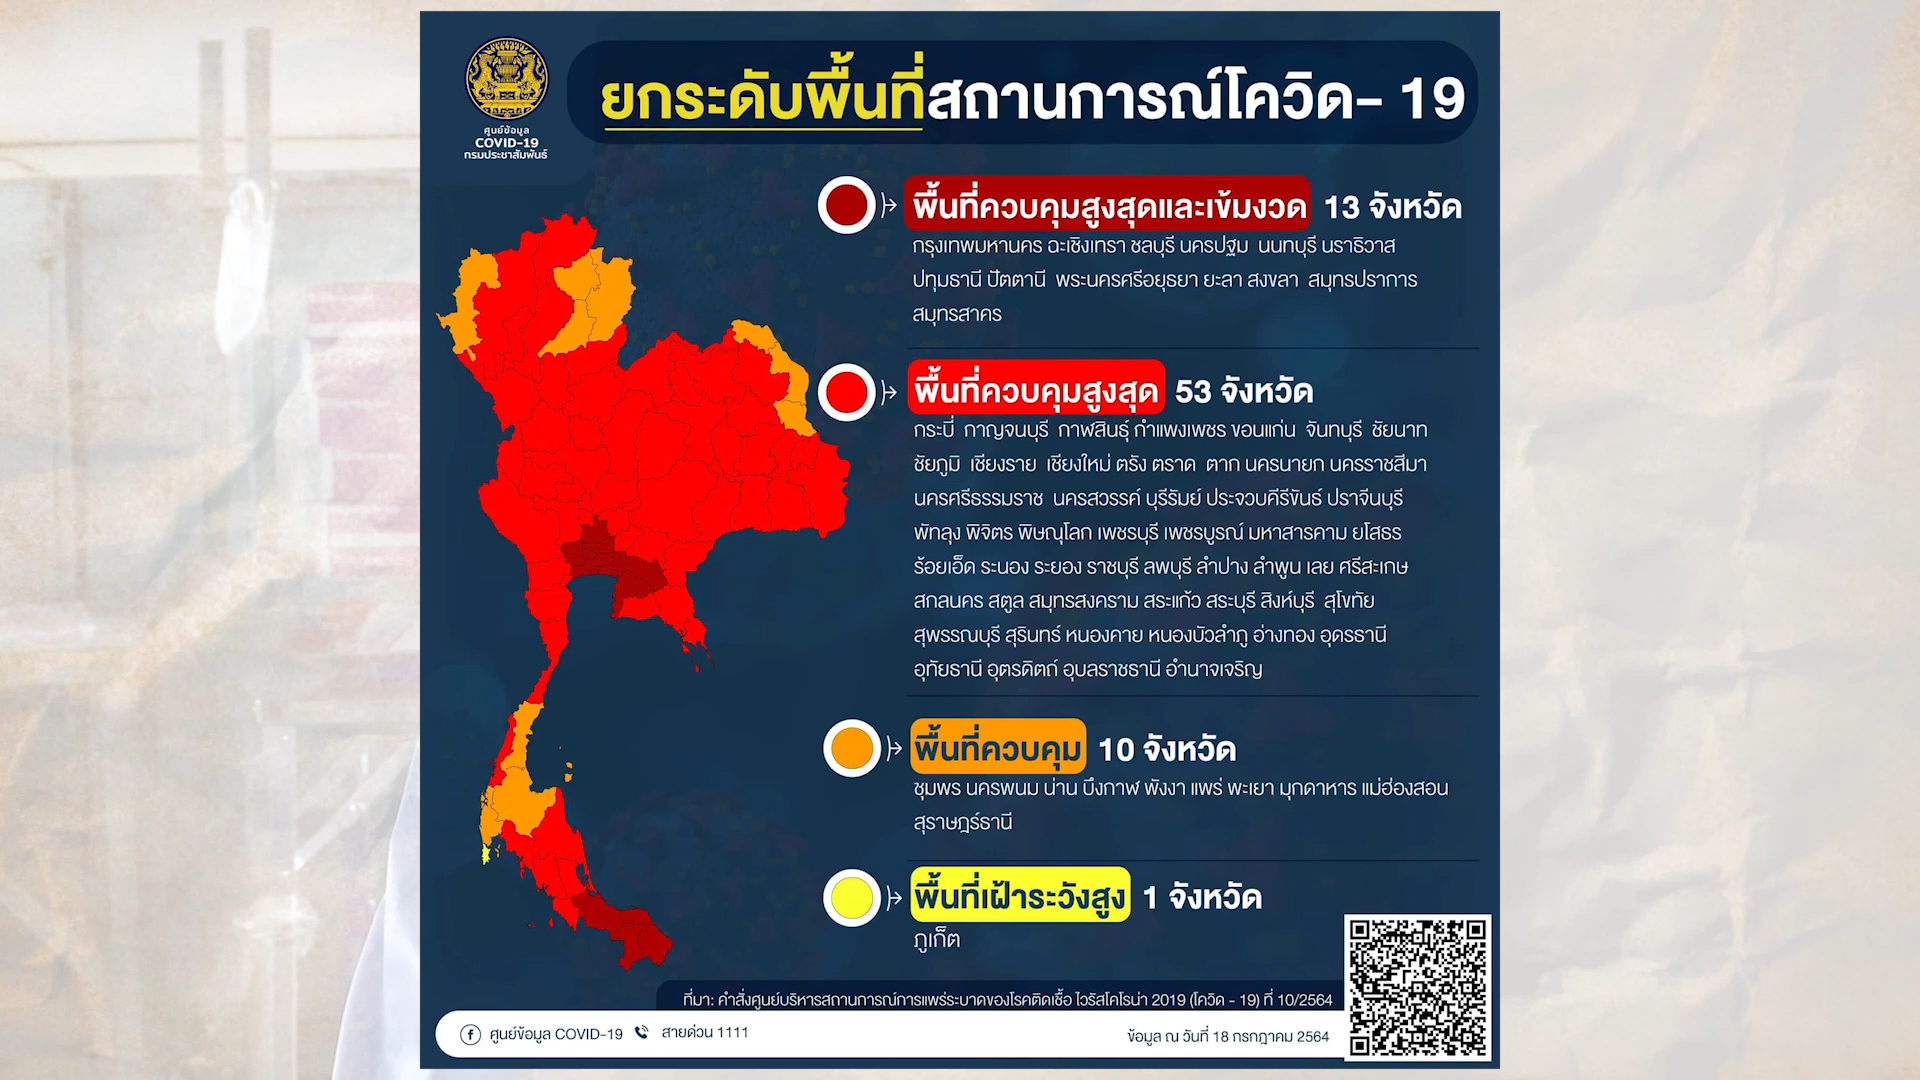 ศูนย์ข้อมูล
COVID-19
กรมประชาสัมพันธ์
ยกระดับพื้นที่สถานการณ์โควิด- 19
พื้นที่ควบคุมสูงสุดและเข้มงวด 13 จังหวัด
กรุงเทพมหานคร ฉะเชิงเทรา ชลบุรี นครปฐม นนทบุรี นราธิวาส
ปทุมธานี ปัตตานี พระนครศรีอยุธยา ยะลา สงขลา สมุทรปราการ
สมุทรสาคร
พื้นที่ควบคุมสูงสุด 53 จังหวัด
กระบี่ กาญจนบุรี กาฬสินธุ์ กำแพงเพชร ขอนแก่น จันทบุรี ชัยนาท
ชัยภูมิ เชียงราย เชียงใหม่ ตรัง ตราด ตาก นครนายก นครราชสีมา
นครศรีธรรมราช นครสวรรค์ บุรีรัมย์ ประจวบคีรีขันธ์ ปราจีนบุรี
พัทลุง พิจิตร พิษณุโลก เพชรบุรี เพชรบูรณ์ มหาสารคาม ยโสธร
ร้อยเอ็ด ระนอง ระยอง ราชบุรี ลพบุรี ลำปาง ลำพูน เลย ศรีสะเกษ
สกลนคร สตูล สมุทรสงคราม สระแก้ว สระบุรี สิงห์บุรี สุโขทัย
สุพรรณบุรี สุรินทร์ หนองคาย หนองบัวลำภู อ่างทอง อุดรธานี
อุทัยธานี อุตรดิตถ์ อุบลราชธานี อำนาจเจริญ
พื้นที่ควบคุม 10 จังหวัด
ชุมพร นครพนม น่าน บึงกาฬ พังงา แพร่ พะเยา มุกดาหาร แม่ฮ่องสอน
สุราษฎร์ธานี
พื้นที่เฝ้าระวังสูง 1 จังหวัด
ภูเก็ต
ที่มา: คำสั่งศูนย์บริหารสถานการณ์การแพร่ระบาดของโรคติดเชื้อ ไวรัสโคโรน่า 2019 (โควิด - 19) ที่ 10/2564
ศูนย์ข้อมูล COVID-19 สายด่วน 1111
ข้อมูล ณ วันที่ 18 กรกฎาคม 2564